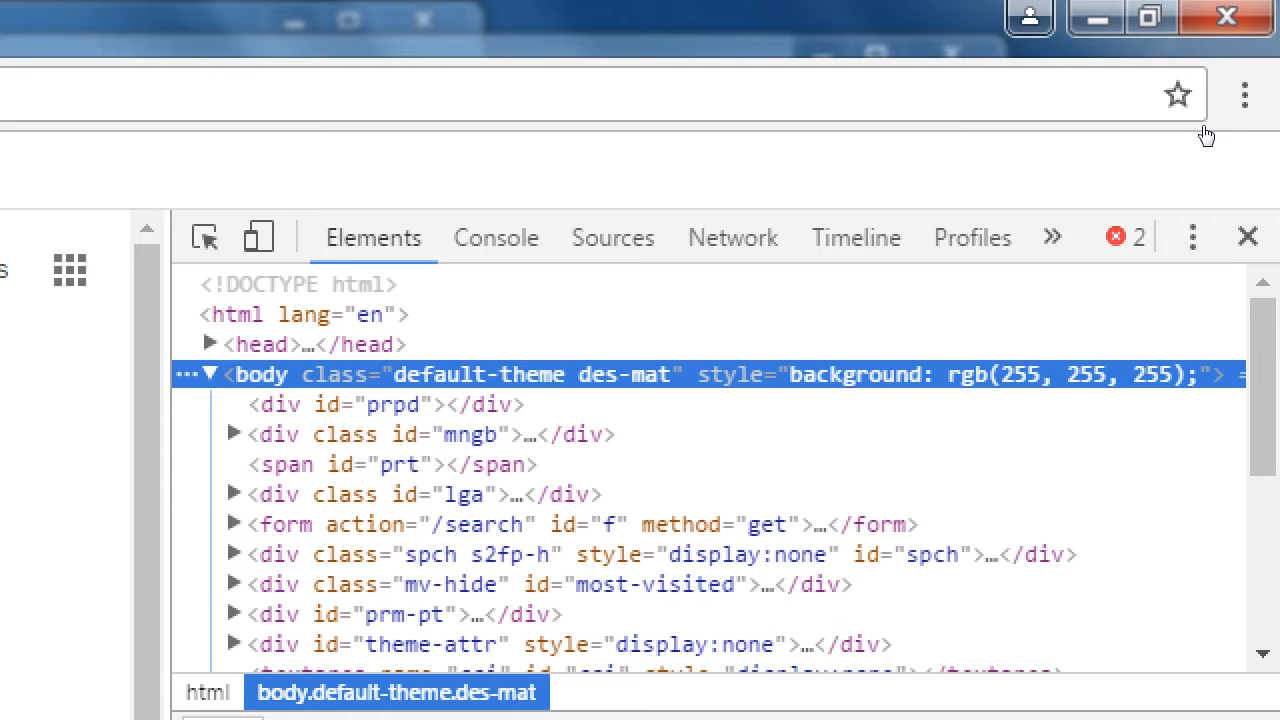 s
Elements Console Sources Network Timeline Profiles » 2
<!DOCTYPE html>
<html lang="en">
<head>…</head>
…<body class="default-theme des-mat" style="background: rgb(255, 255, 255);"> =
<div id="prpd"></div>
<div class id="mngb">…</div>
<span id="prt"></span>
<div class id="lga">…</div>
<form action="/search" id="f" method="get">…</form>
<div class="spch s2fp-h" style="display:none" id="spch">…</div>
<div class="mv-hide" id="most-visited">…</div>
<div id="prm-pt">…</div>
<div id="theme-attr" style="display:none">…</div>
html body.default-theme.des-mat